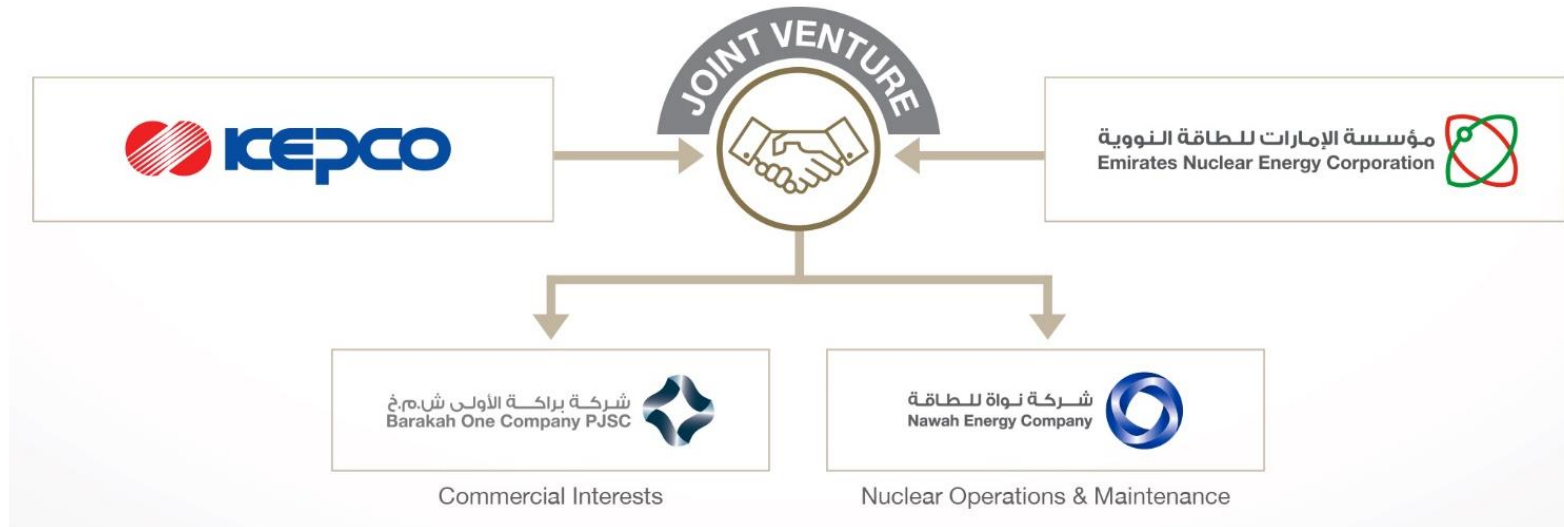 JOINT VENTURE
KEPCO
مؤسسة الإمارات للطاقة النووية
Emirates Nuclear Energy Corporation
شركة براكة الأولى ش.م.خ
Barakah One Company PJSC
شركة نواة للطاقة
Nawah Energy Company
Commercial Interests
Nuclear Operations & Maintenance